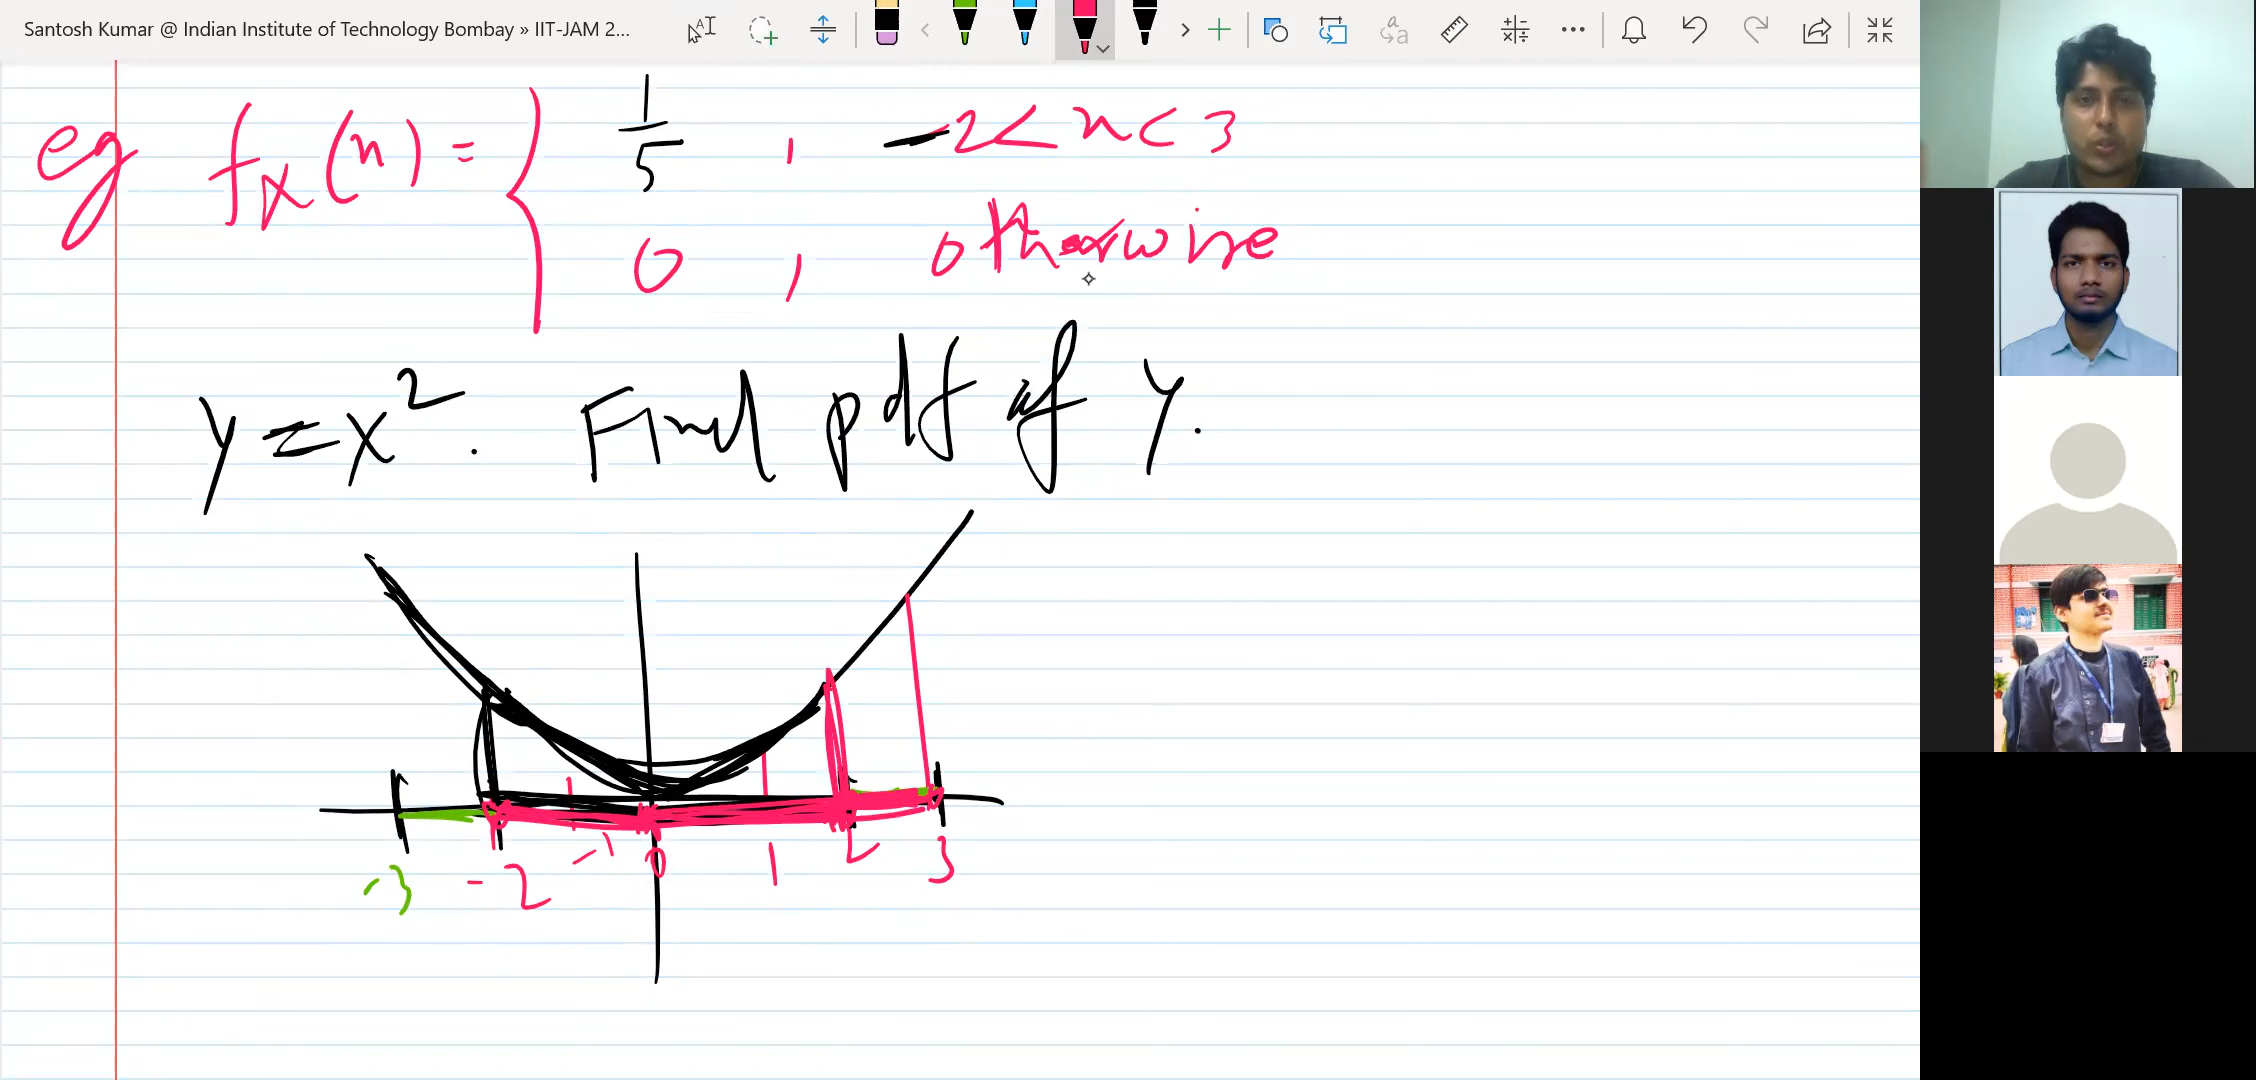 Santosh Kumar @ Indian Institute of Technology Bombay » IIT-JAM 2...
eg fX(n) = { 1/5 , -2<n<3
0 , otherwise
Y = X². Find pdf of Y.
-3 -2 -1 0 1 2 3